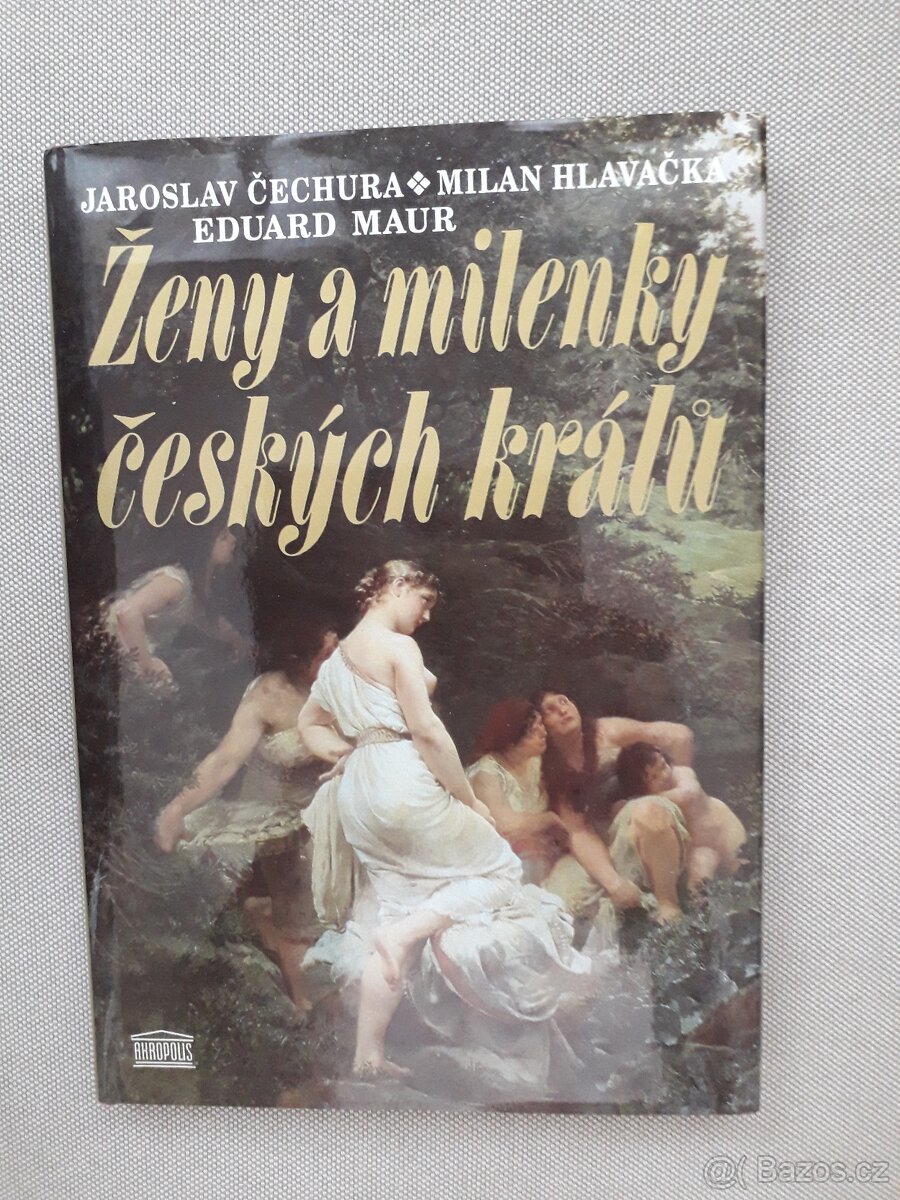 JAROSLAV ČECHURA ❖ MILAN HLAVAČKA
EDUARD MAUR
Ženy a milenky
českých králů
AKROPOLIS
@( Bazos.cz